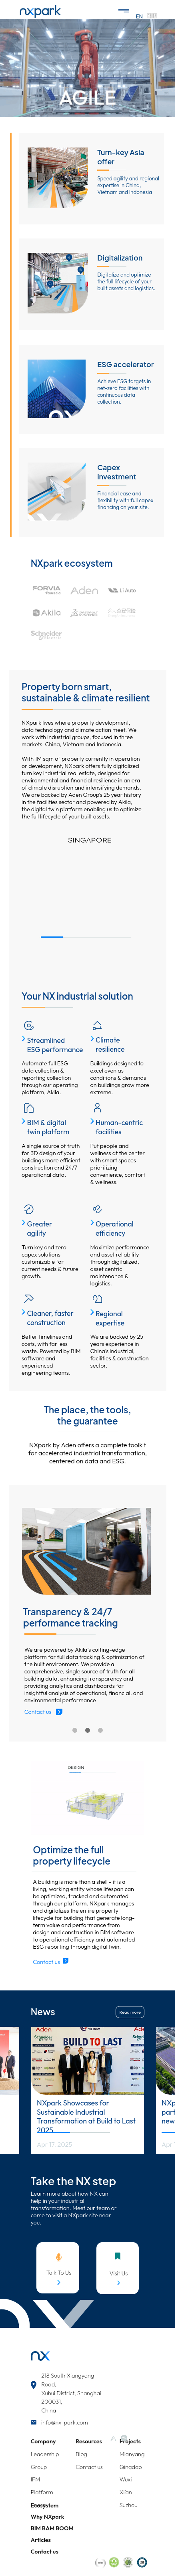 nxpark
EN
AGILE
Turn-key Asia
offer
Speed agility and regional
expertise in China,
Vietnam and Indonesia
Digitalization
Digitalize and optimize
the full lifecycle of your
built assets and logistics.
ESG accelerator
Achieve ESG targets in
net-zero facilities with
continuous data
collection.
Capex
investment
Financial ease and
flexibility with full capex
financing on your site.
NXpark ecosystem
FORVIA
Aden
Li Auto
Akila
Schneider
Property born smart,
sustainable & climate resilient
NXpark lives where property development,
data technology and climate action meet. We
work with industrial groups, focused in three
markets: China, Vietnam and Indonesia.
With 1M sqm of property currently in
development, NXpark offers fully digitalized
turn key industrial real estate, designed for
environmental and financial resilience in an era
of climate disruption and intensifying demands.
We are backed by Aden Group's 25 years' track
record across facilities and sector powered by Akila,
the digital twin platform enabling us to optimize
the full lifecycle of your built assets.
SINGAPORE
Your NX industrial solution
Streamlined
ESG performance
Automate full ESG
data collection &
reporting collection
through our operating
platform, Akila.
Climate
resilience
Buildings designed to
excel even as
conditions & demands
on buildings grow more
extreme.
BIM & digital
twin platform
A single source of truth
for 3D design of your
buildings more efficient
construction and 24/7
operational data.
Human-centric
facilities
Put people and
wellness at the center
with smart spaces
prioritizing
convenience, comfort
& wellness.
Greater
agility
Turn key and zero
capex solutions
customizable for
current needs & future
growth.
Operational
efficiency
Maximize performance
and asset reliability
through digitalized,
asset centric
maintenance &
logistics.
Cleaner, faster
construction
Better timelines and
costs, with far less
waste. Powered by BIM
software and
experienced
engineering teams.
Regional
expertise
We are backed by 25
years experience in
China's industrial,
facilities & construction
sector.
The place, the tools,
the guarantee
NXpark by Aden offers a complete toolkit
for accelerating industrial transformation,
centered on data and ESG.
Transparency & 24/7
performance tracking
We are powered by Akila's cutting-edge
platform for full data tracking & optimization of
the built environment. We provide a
comprehensive, single source of truth for all
building data, enhancing transparency and
providing analytics and dashboards for
insightful analysis of operational, financial, and
environmental performance
Contact us
DESIGN
Optimize the full
property lifecycle
A building is more than a shell - it is a
living, working entity whose lifespan can
be optimized, tracked and automated
through our platform. NXpark manages
and digitalizes the entire property
lifecycle for building that generate long-
term value and performance from
design and to construction, we build
superior operational efficiency and automated
ESG reporting through digital twin.
Contact us
News
Read more
BUILD TO LAST
NXpark Showcases for
Sustainable Industrial
Transformation at Build to Last
2025
Apr 17, 2025
Take the NX step
Learn more about how NX can
help in your industrial
transformation. Meet our team or
come to visit a NXpark site near
you.
Talk To Us
Visit Us
nx
218 South Xiangyang
Road,
Xuhui District, Shanghai
200031,
China
info@nx-park.com
Company
Resources
Projects
Leadership
Blog
Mianyang
Group
Contact us
Qingdao
IFM
Wuxi
Platform
Xi'an
Ecosystem
Suzhou
Why NXpark
BIM BAM BOOM
Articles
Contact us